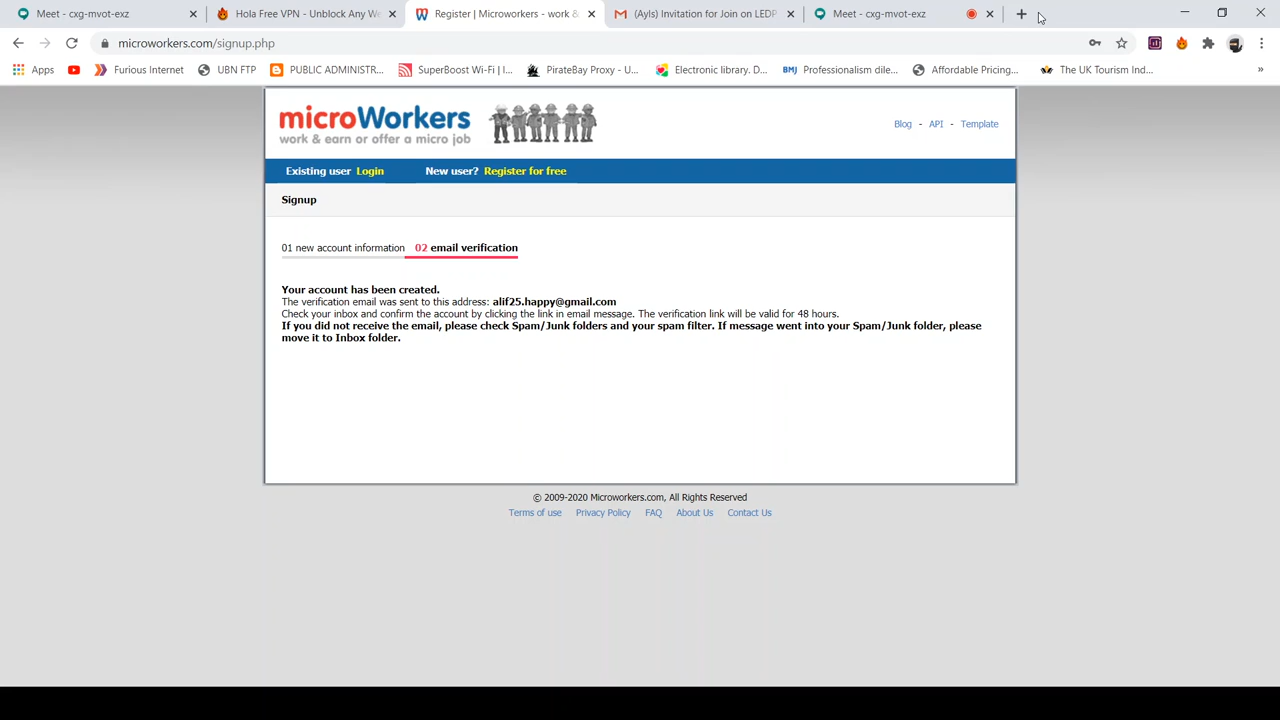 Meet - cxg-mvot-exz
Hola Free VPN - Unblock Any We
Register | Microworkers - work &
(Ayls) Invitation for Join on LEDP
Meet - cxg-mvot-exz
microworkers.com/signup.php
Apps
Furious Internet
UBN FTP
PUBLIC ADMINISTR...
SuperBoost Wi-Fi | I...
PirateBay Proxy - U...
Electronic library. D...
BMJ Professionalism dile...
Affordable Pricing,...
The UK Tourism Ind...
»
microWorkers
work & earn or offer a micro job
Blog - API - Template
Existing user Login New user? Register for free
Signup
01 new account information 02 email verification
Your account has been created.
The verification email was sent to this address: alif25.happy@gmail.com
Check your inbox and confirm the account by clicking the link in email message. The verification link will be valid for 48 hours.
If you did not receive the email, please check Spam/Junk folders and your spam filter. If message went into your Spam/Junk folder, please
move it to Inbox folder.
© 2009-2020 Microworkers.com, All Rights Reserved
Terms of use Privacy Policy FAQ About Us Contact Us